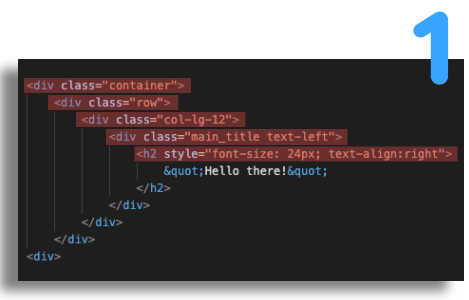 1
<div class="container">
<div class="row">
<div class="col-lg-12">
<div class="main_title text-left">
<h2 style="font-size: 24px; text-align:right">
&quot;Hello there!&quot;
</h2>
</div>
</div>
</div>
<div>